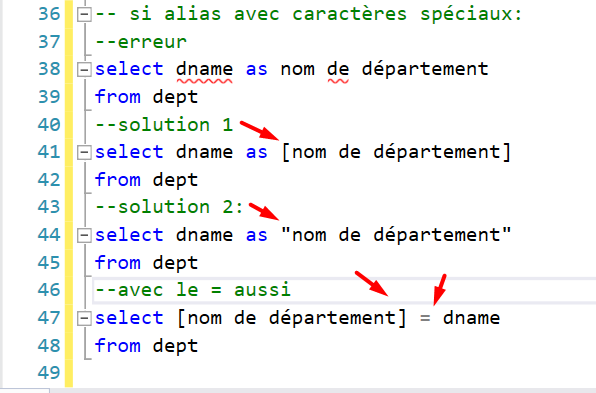 36 -- si alias avec caractères spéciaux:
37 --erreur
38 select dname as nom de département
39 from dept
40 --solution 1
41 select dname as [nom de département]
42 from dept
43 --solution 2:
44 select dname as "nom de département"
45 from dept
46 --avec le = aussi
47 select [nom de département] = dname
48 from dept
49